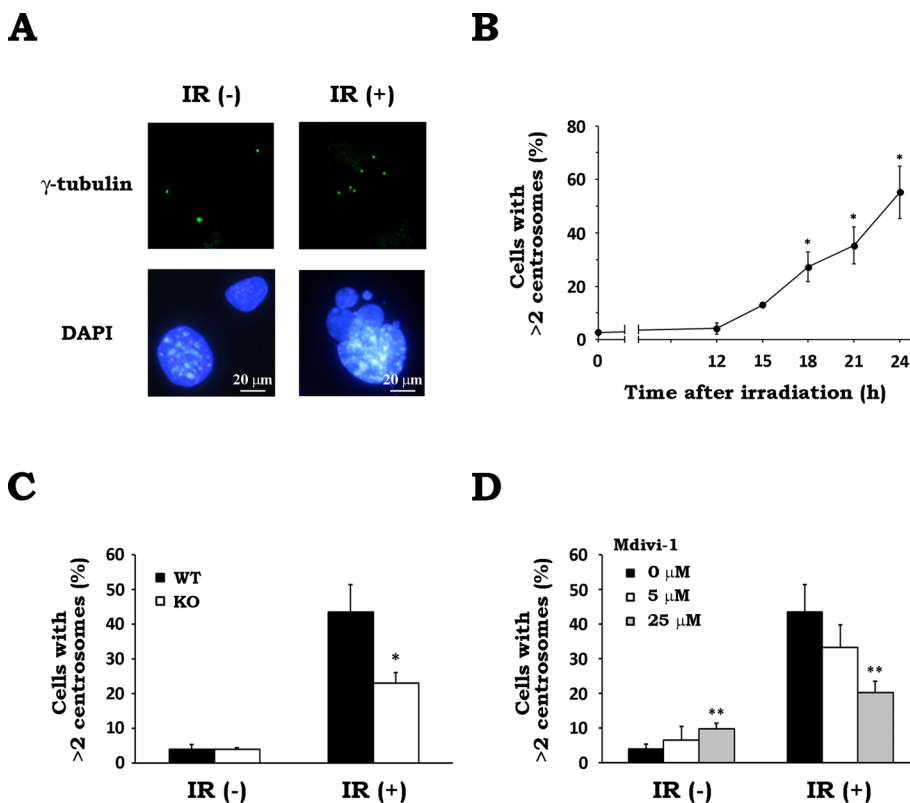 A
IR (-) IR (+)
γ-tubulin
DAPI
20 μm 20 μm
B
Cells with
>2 centrosomes (%)
80
60
40
20
0
* * *
0 12 15 18 21 24
Time after irradiation (h)
C
Cells with
>2 centrosomes (%)
60
50
40
30
20
10
0
WT
KO
*
IR (-) IR (+)
D
Cells with
>2 centrosomes (%)
60
50
40
30
20
10
0
Mdivi-1
0 μM
5 μM
25 μM
** **
IR (-) IR (+)